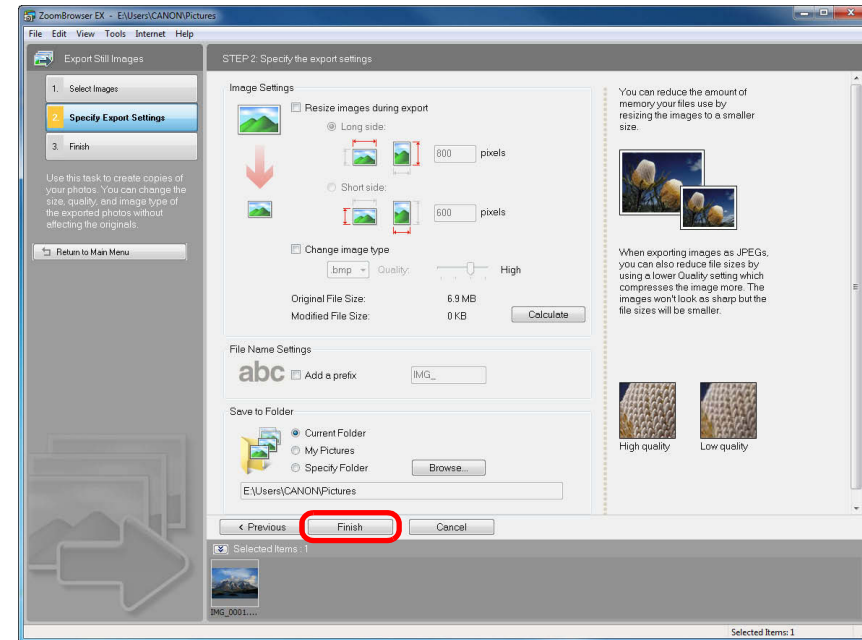 ZoomBrowser EX - E:\Users\CANON\Pictures
File Edit View Tools Internet Help
Export Still Images
STEP 2: Specify the export settings
1. Select Images
2. Specify Export Settings
3. Finish
Use this task to create copies of
your photos. You can change the
size, quality, and image type of
the exported photos without
affecting the originals.
Return to Main Menu
Image Settings
Resize images during export
Long side:
800 pixels
Short side:
600 pixels
Change image type
.bmp Quality: High
Original File Size: 6.9 MB
Modified File Size: 0 KB Calculate
File Name Settings
abc Add a prefix IMG_
Save to Folder
Current Folder
My Pictures
Specify Folder Browse...
E:\Users\CANON\Pictures
< Previous Finish Cancel
You can reduce the amount of
memory your files use by
resizing the images to a smaller
size.
When exporting images as JPEGs,
you can also reduce file sizes by
using a lower Quality setting which
compresses the image more. The
images won't look as sharp but the
file sizes will be smaller.
High quality Low quality
Selected Items : 1
IMG_0001....
Selected Items: 1